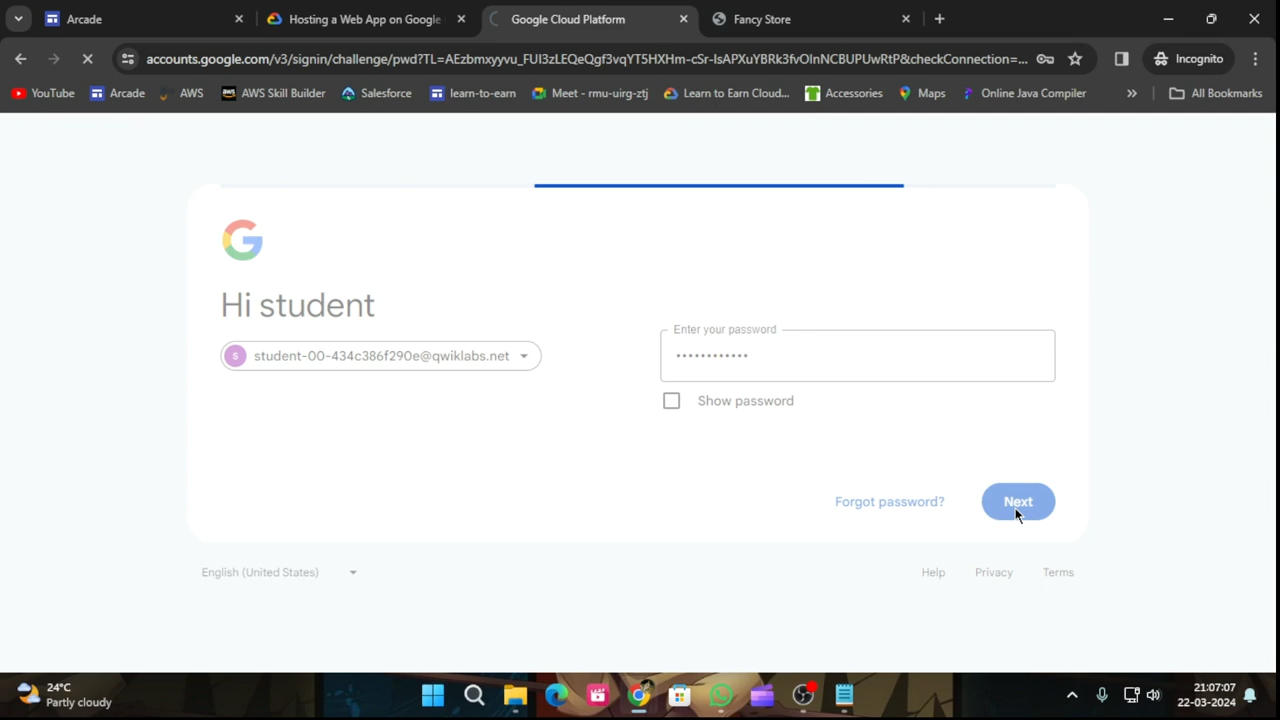 Arcade
Hosting a Web App on Google
Google Cloud Platform
Fancy Store
accounts.google.com/v3/signin/challenge/pwd?TL=AEzbmxyyvu_FUI3zLEQeQgf3vqYT5HXHm-cSr-IsAPXuYBRk3fvOlnNCBUPUwRtP&checkConnection=...
Incognito
YouTube
Arcade
AWS
AWS Skill Builder
Salesforce
learn-to-earn
Meet - rmu-uirg-ztj
Learn to Earn Cloud...
Accessories
Maps
Online Java Compiler
»
All Bookmarks
Hi student
S
student-00-434c386f290e@qwiklabs.net
Enter your password
Show password
Forgot password?
Next
English (United States)
Help
Privacy
Terms
24°C
Partly cloudy
21:07:07
22-03-2024